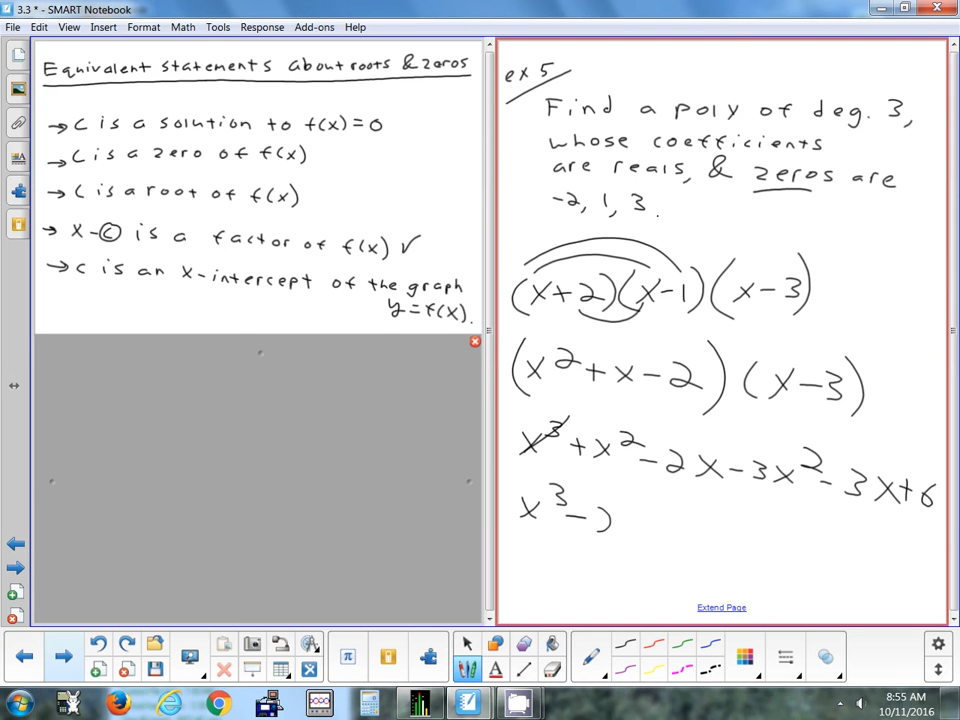 3.3 * - SMART Notebook
File Edit View Insert Format Math Tools Response Add-ons Help
Equivalent statements about roots & zeros
→ C is a solution to f(x)=0
→ C is a zero of f(x)
→ C is a root of f(x)
→ x-c is a factor of f(x) ✓
→ C is an x-intercept of the graph
y=f(x).
ex 5
Find a poly of deg. 3,
whose coefficients
are reals, & zeros are
-2, 1, 3.
(x+2)(x-1)(x-3)
(x²+x-2)(x-3)
x³+x²-2x-3x²-3x+6
x³-
Extend Page
8:55 AM
10/11/2016